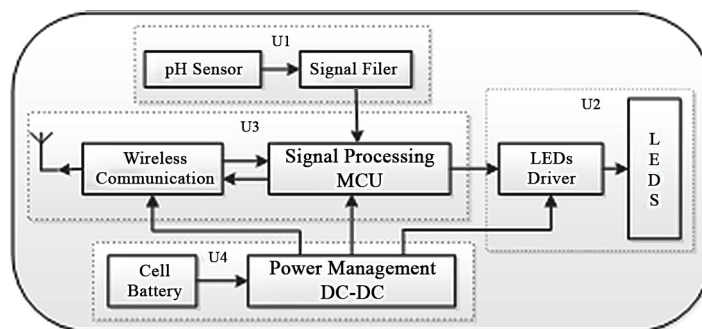 U1
pH Sensor
Signal Filer
U2
LEDS
U3
Wireless
Communication
Signal Processing
MCU
LEDs
Driver
U4
Cell
Battery
Power Management
DC-DC